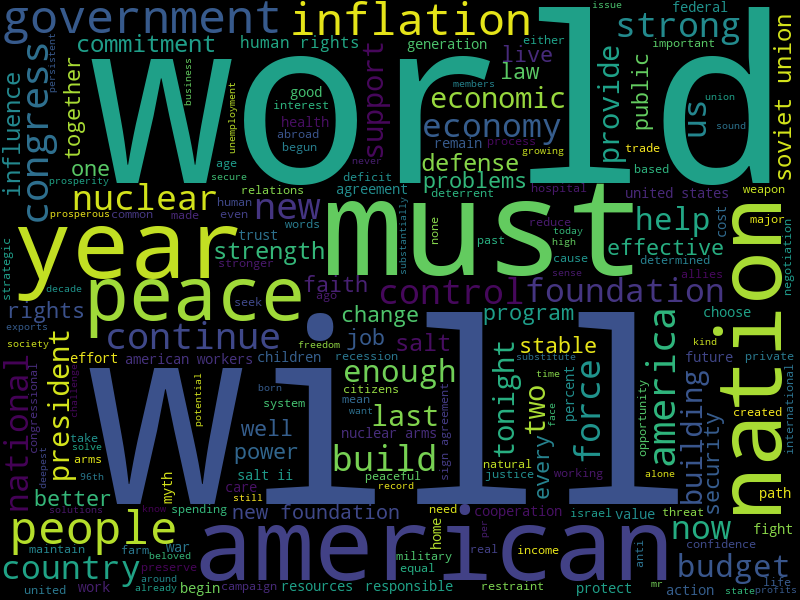 government
inflation
world
strong
federal
issue
commitment
human rights
generation
either
important
persistent
congress
influence
together
business
unemployment
good
interest
health
abroad
begun
support
live
law
members
economic
economy
remain
process
growing
provide
public
us
union
sound
trade
soviet union
one
age
secure
prosperity
nuclear
relations
deficit
never
agreement
defense
problems
deterrent
hospital
based
united states
weapon
prosperous
common
made
human
even
new
words
substantially
none
must
reduce
today
high
help
cost
major
year
strength
trust
stronger
past
cause
sense
effective
determined
allies
negotiation
nation
strategic
peace
seek
ago
faith
control
foundation
decade
exports
rights
continue
will
freedom
change
program
choose
society
president
effort
american workers
children
recession
job
salt
substitute
stable
america
kind
future
private
international
national
congressional
challenge
potential
born
system
citizens
mean
want
enough
tonight
two
time
face
percent
force
opportunity
building
security
created
take
solve
arms
deepest
well
power
last
nuclear arms
build
sign agreement
natural
justice
every
working
alone
path
better
96th
myth
salt ii
care
still
peaceful
record
israel
value
threat
solutions
know
spending
new foundation
need
cooperation
now
fight
people
maintain
farm
beloved
war
preserve
american
home
military
equal
real
per
income
anti
confidence
country
around
already
united
work
begin
campaign
resources
responsible
restraint
protect
mr
action
budget
life
state
profits